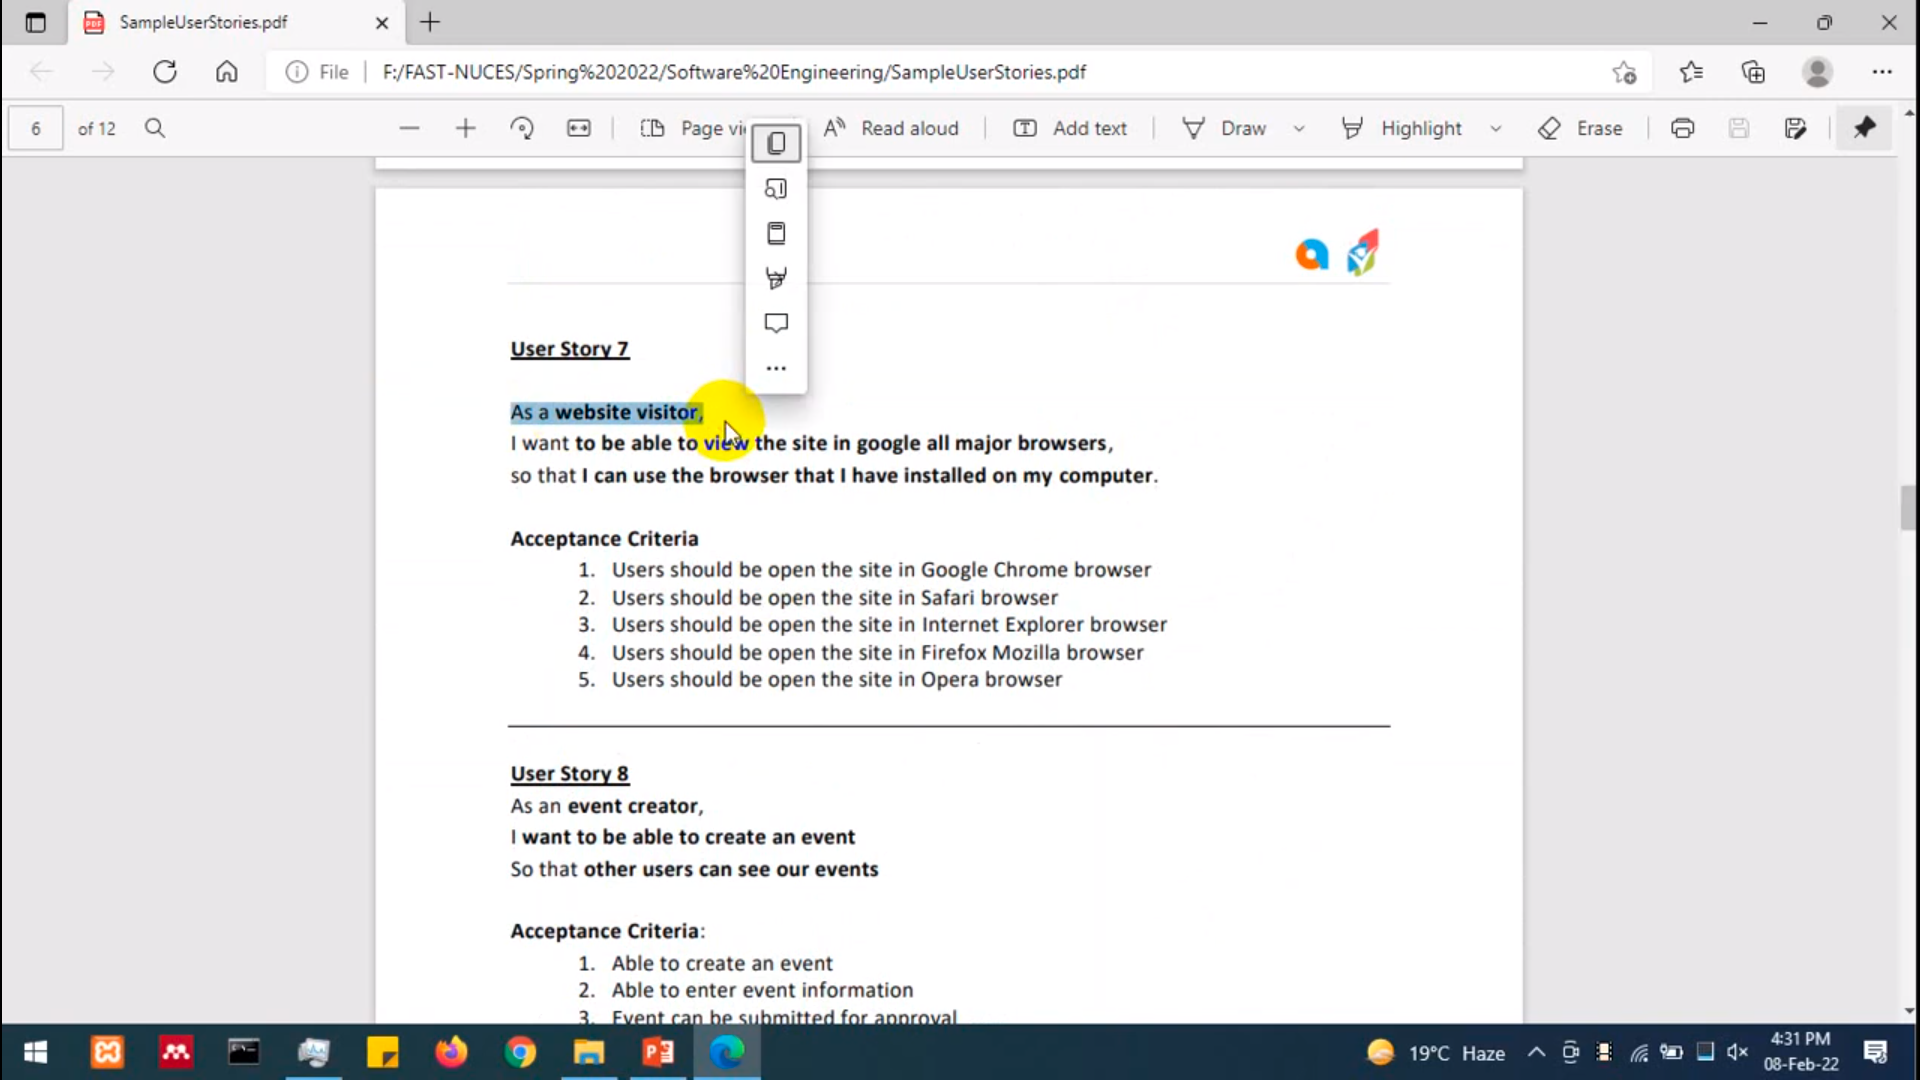 SampleUserStories.pdf
File
F:/FAST-NUCES/Spring%202022/Software%20Engineering/SampleUserStories.pdf
6 of 12
Page vi
Read aloud
Add text
Draw
Highlight
Erase
User Story 7
As a website visitor,
I want to be able to view the site in google all major browsers,
so that I can use the browser that I have installed on my computer.
Acceptance Criteria
1. Users should be open the site in Google Chrome browser
2. Users should be open the site in Safari browser
3. Users should be open the site in Internet Explorer browser
4. Users should be open the site in Firefox Mozilla browser
5. Users should be open the site in Opera browser
User Story 8
As an event creator,
I want to be able to create an event
So that other users can see our events
Acceptance Criteria:
1. Able to create an event
2. Able to enter event information
3. Event can be submitted for approval
19°C Haze
4:31 PM
08-Feb-22